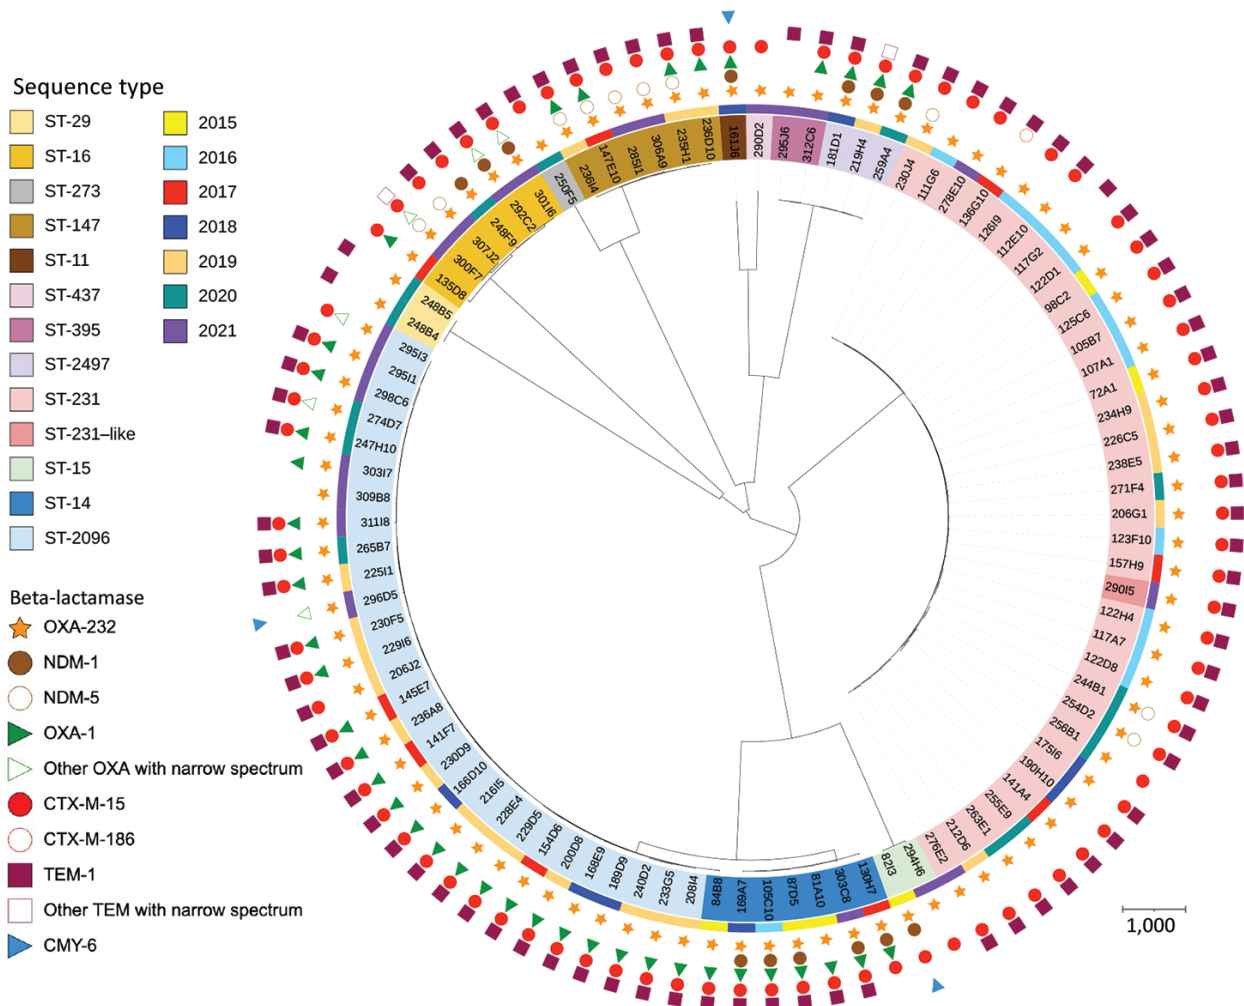 Sequence type
ST-29
ST-16
ST-273
ST-147
ST-11
ST-437
ST-395
ST-2497
ST-231
ST-231–like
ST-15
ST-14
ST-2096
2015
2016
2017
2018
2019
2020
2021
Beta-lactamase
OXA-232
NDM-1
NDM-5
OXA-1
Other OXA with narrow spectrum
CTX-M-15
CTX-M-186
TEM-1
Other TEM with narrow spectrum
CMY-6
161J6
290D2
295J6
312C6
181D1
219H4
259A4
230J4
111G6
278E10
136G10
126I9
112E10
117G2
122D1
98C2
125C6
105B7
107A1
72A1
234H9
226C5
238E5
271F4
206G1
123F10
157H9
290I5
122H4
117A7
122D8
244B1
254D2
256B1
175I6
190H10
141A4
255E9
263E1
212D6
276E2
294H6
82I3
130H7
303C8
81A10
87D5
105C10
169A7
84B8
208I4
233G5
240D2
189D9
168E9
200D8
154D6
229D5
228E4
216I5
166D10
230D9
141F7
236A8
145E7
206J2
229I6
230F5
296D5
225I1
265B7
311I8
309B8
303I7
247H10
274D7
298C6
295I1
295I3
248B4
248B5
135D8
300F7
307J2
248F9
292C2
301I6
250F5
236I4
147E10
285I1
306A9
235H1
236D10
1,000